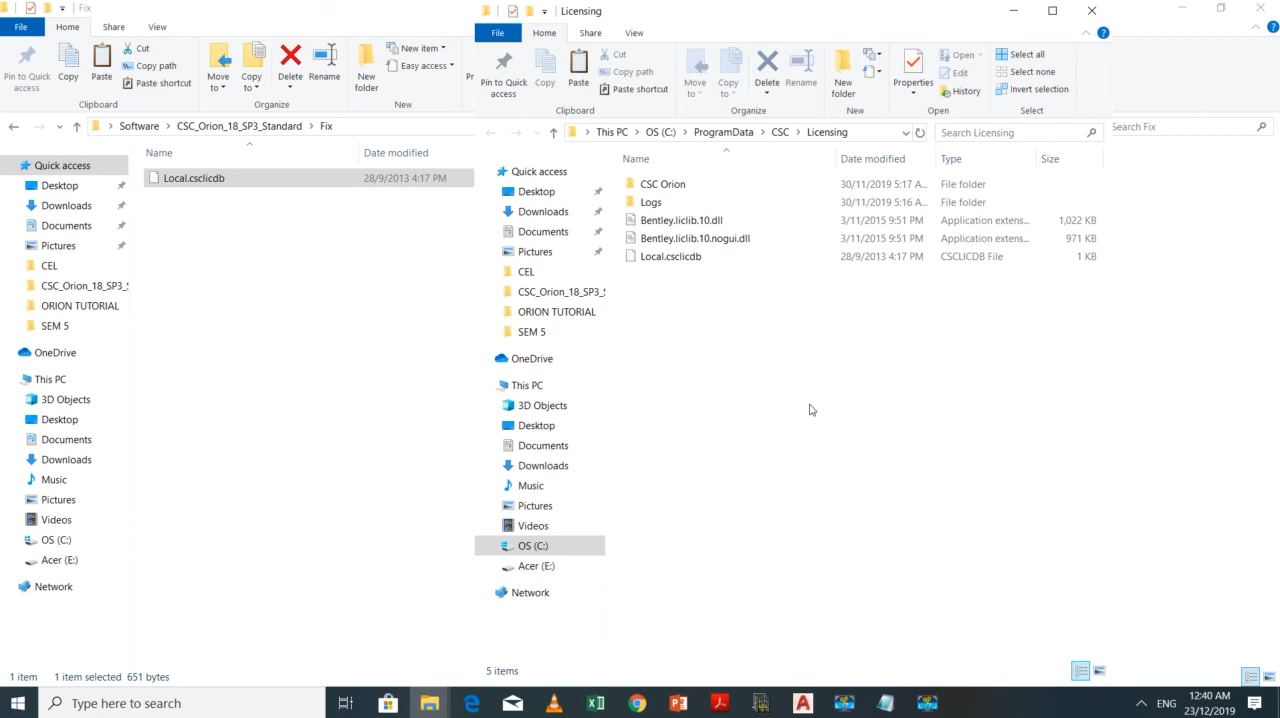 Fix
File Home Share View
Pin to Quick access
Copy
Paste
Cut
Copy path
Paste shortcut
Clipboard
Move to
Copy to
Delete
Rename
Organize
New folder
New item
Easy access
New
Software > CSC_Orion_18_SP3_Standard > Fix
Name Date modified
Local.csclicdb 28/9/2013 4:17 PM
Quick access
Desktop
Downloads
Documents
Pictures
CEL
CSC_Orion_18_SP3_S
ORION TUTORIAL
SEM 5
OneDrive
This PC
3D Objects
Desktop
Documents
Downloads
Music
Pictures
Videos
OS (C:)
Acer (E:)
Network
1 item 1 item selected 651 bytes
Licensing
File Home Share View
Pin to Quick access
Copy
Paste
Cut
Copy path
Paste shortcut
Clipboard
Move to
Copy to
Delete
Rename
Organize
New folder
New
Properties
Open
Edit
History
Open
Select all
Select none
Invert selection
Select
This PC > OS (C:) > ProgramData > CSC > Licensing
Search Licensing
Search Fix
Name Date modified Type Size
CSC Orion 30/11/2019 5:17 A... File folder
Logs 30/11/2019 5:16 A... File folder
Bentley.liclib.10.dll 3/11/2015 9:51 PM Application extens... 1,022 KB
Bentley.liclib.10.nogui.dll 3/11/2015 9:51 PM Application extens... 971 KB
Local.csclicdb 28/9/2013 4:17 PM CSCLICDB File 1 KB
Quick access
Desktop
Downloads
Documents
Pictures
CEL
CSC_Orion_18_SP3_S
ORION TUTORIAL
SEM 5
OneDrive
This PC
3D Objects
Desktop
Documents
Downloads
Music
Pictures
Videos
OS (C:)
Acer (E:)
Network
5 items
Type here to search
ENG
12:40 AM
23/12/2019